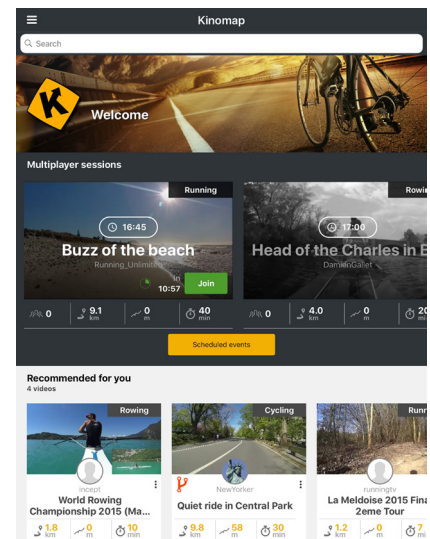 Kinomap
Search
K
Welcome
Multiplayer sessions
Running
16:45
Buzz of the beach
Running_Unlimited
In
10:57
Join
0
9.1
km
0
m
40
min
Rowi
17:00
Head of the Charles in B
DamienGallet
0
4.0
km
0
m
20
mi
Scheduled events
Recommended for you
4 videos
Rowing
incept
World Rowing
Championship 2015 (Ma...
1.8
km
0
m
10
min
Cycling
NewYorker
Quiet ride in Central Park
9.8
km
58
m
30
min
Runn
runningtv
La Meldoise 2015 Fina
2eme Tour
1.2
km
0
m
7
min